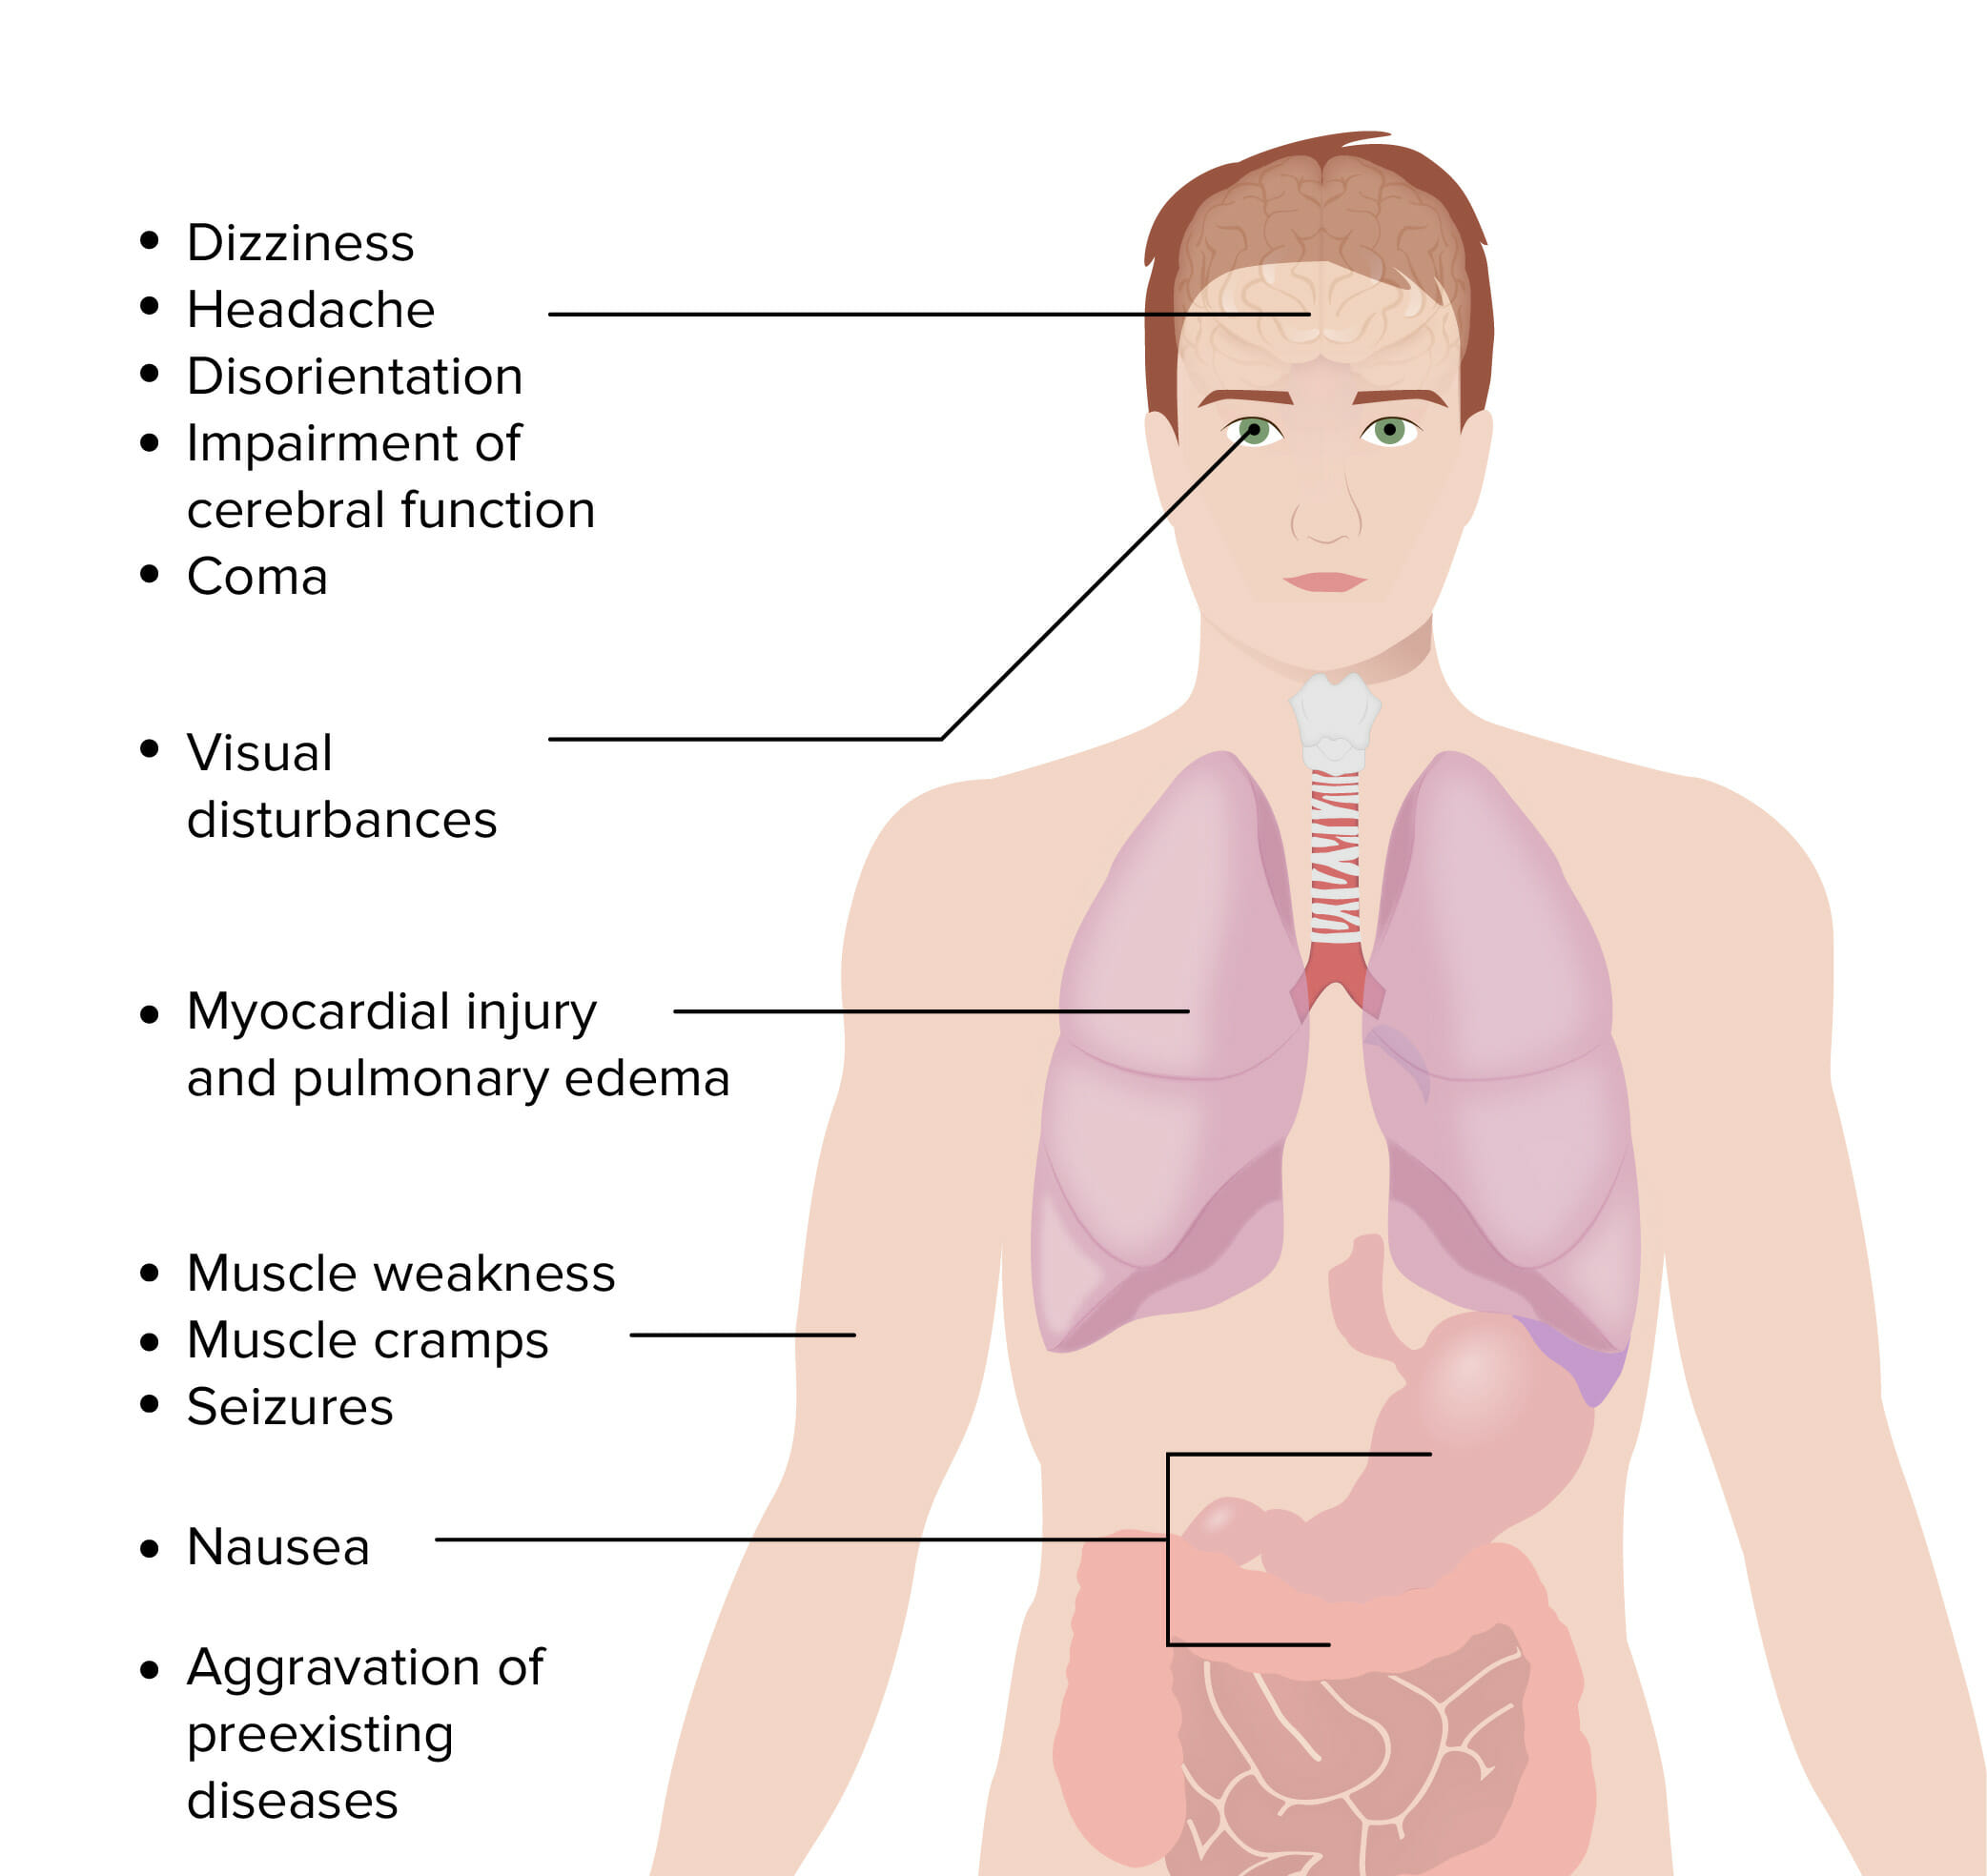 • Dizziness
• Headache
• Disorientation
• Impairment of
cerebral function
• Coma
• Visual
disturbances
• Myocardial injury
and pulmonary edema
• Muscle weakness
• Muscle cramps
• Seizures
• Nausea
• Aggravation of
preexisting
diseases